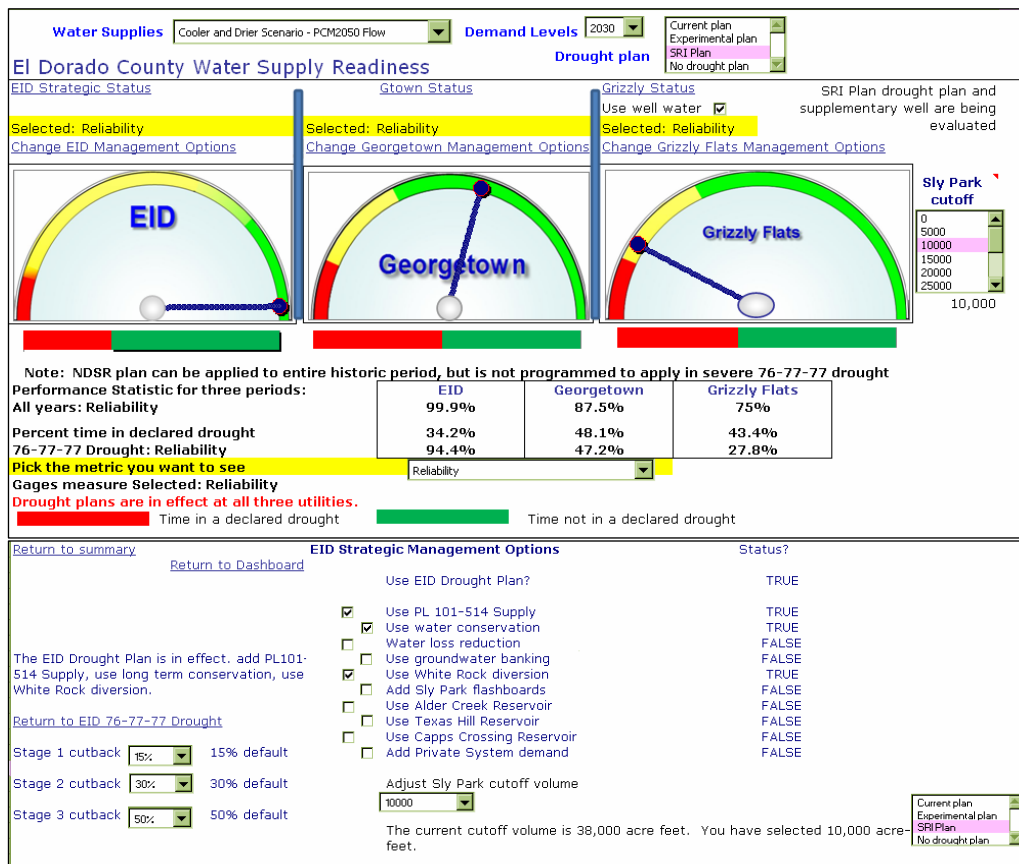 Water Supplies Cooler and Drier Scenario - PCM2050 Flow Demand Levels 2030
Current plan
Experimental plan
SRI Plan
No drought plan
Drought plan
El Dorado County Water Supply Readiness
EID Strategic Status Gtown Status Grizzly Status
Use well water
SRI Plan drought plan and
supplementary well are being
evaluated
Selected: Reliability Selected: Reliability Selected: Reliability
Change EID Management Options Change Georgetown Management Options Change Grizzly Flats Management Options
EID
Georgetown
Grizzly Flats
Sly Park
cutoff
0
5000
10000
15000
20000
25000
10,000
Note: NDSR plan can be applied to entire historic period, but is not programmed to apply in severe 76-77-77 drought
Performance Statistic for three periods: EID Georgetown Grizzly Flats
All years: Reliability 99.9% 87.5% 75%
Percent time in declared drought 34.2% 48.1% 43.4%
76-77-77 Drought: Reliability 94.4% 47.2% 27.8%
Pick the metric you want to see Reliability
Gages measure Selected: Reliability
Drought plans are in effect at all three utilities.
Time in a declared drought Time not in a declared drought
Return to summary EID Strategic Management Options Status?
Return to Dashboard
Use EID Drought Plan? TRUE
Use PL 101-514 Supply TRUE
Use water conservation TRUE
Water loss reduction FALSE
Use groundwater banking FALSE
Use White Rock diversion TRUE
Add Sly Park flashboards FALSE
Use Alder Creek Reservoir FALSE
Use Texas Hill Reservoir FALSE
Use Capps Crossing Reservoir FALSE
Add Private System demand FALSE
The EID Drought Plan is in effect. add PL101-
514 Supply, use long term conservation, use
White Rock diversion.
Return to EID 76-77-77 Drought
Stage 1 cutback 15% 15% default
Stage 2 cutback 30% 30% default
Stage 3 cutback 50% 50% default
Adjust Sly Park cutoff volume
10000
The current cutoff volume is 38,000 acre feet. You have selected 10,000 acre-
feet.
Current plan
Experimental plan
SRI Plan
No drought plan